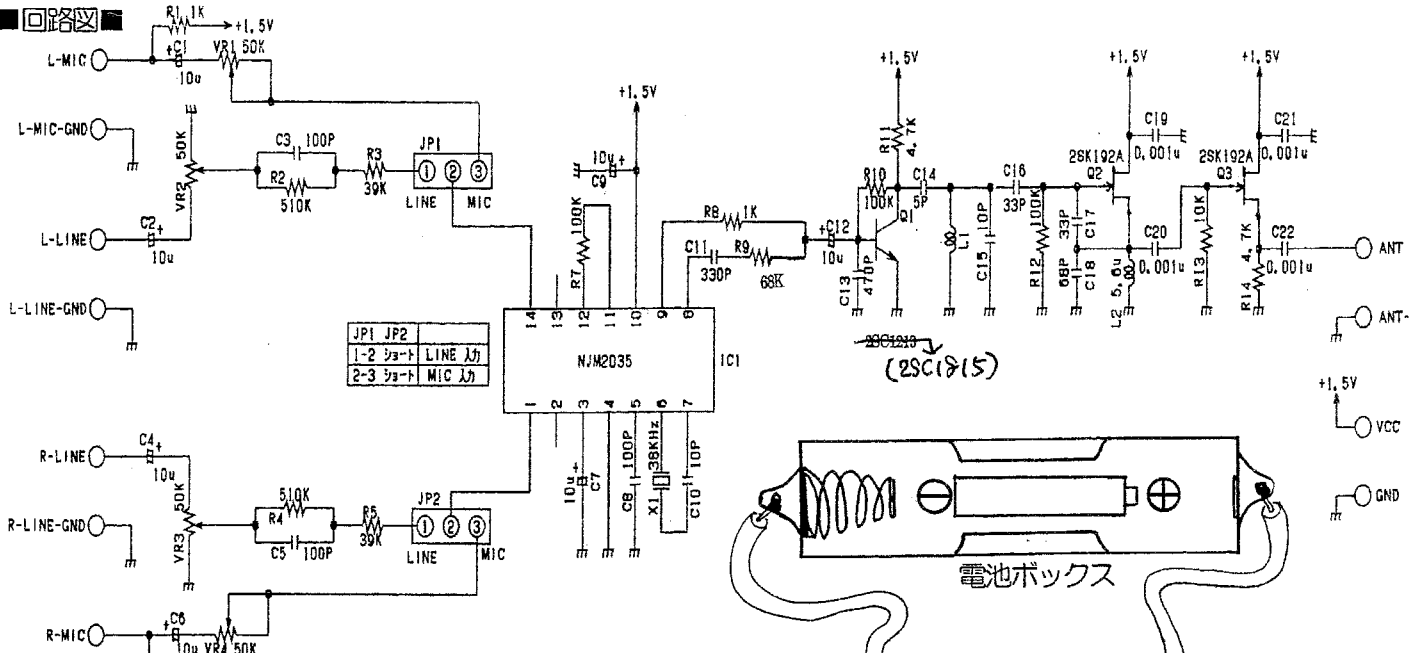 ■回路図■
R1 1K
+1.5V
L-MIC
C1
10u
VR1 50K
L-MIC-GND
50K
VR2
C3 100P
R2
510K
R3
39K
JP1
① ② ③
LINE MIC
L-LINE
C2
L-LINE-GND
JP1 JP2
1-2 ショート LINE 入力
2-3 ショート MIC 入力
+1.5V
10u
C9
100K
R7
14 13 12 11 10 9 8
NJM2035
IC1
1 2 3 4 5 6 7
10u
C7
100P
C8
38KHz
X1
10P
C10
R8 1K
C11
330P
R9
68K
C12
10u
C13
470P
+1.5V
R11
4.7K
R10
100K
Q1
C14
5P
2SC1213
(2SC1815)
L1
10P
C15
C16
33P
100K
R12
+1.5V
C19
0.001u
2SK192A
Q2
33P
C17
68P
C18
5.6u
L2
C20
0.001u
+1.5V
C21
0.001u
2SK192A
Q3
10K
R13
4.7K
R14
C22
0.001u
ANT
ANT-
+1.5V
VCC
GND
R-LINE
C4
10u
50K
VR3
R-LINE-GND
510K
R4
C5 100P
R5
39K
JP2
① ② ③
LINE MIC
R-MIC
C6
10u
VR4 50K
⊖ ⊕
電池ボックス